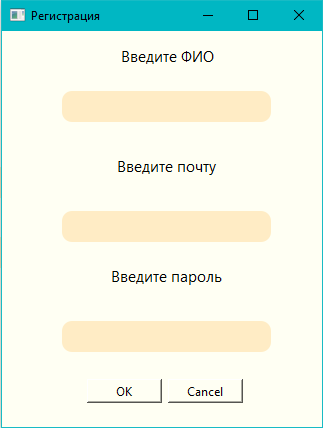 Регистрация
Введите ФИО
Введите почту
Введите пароль
OK
Cancel